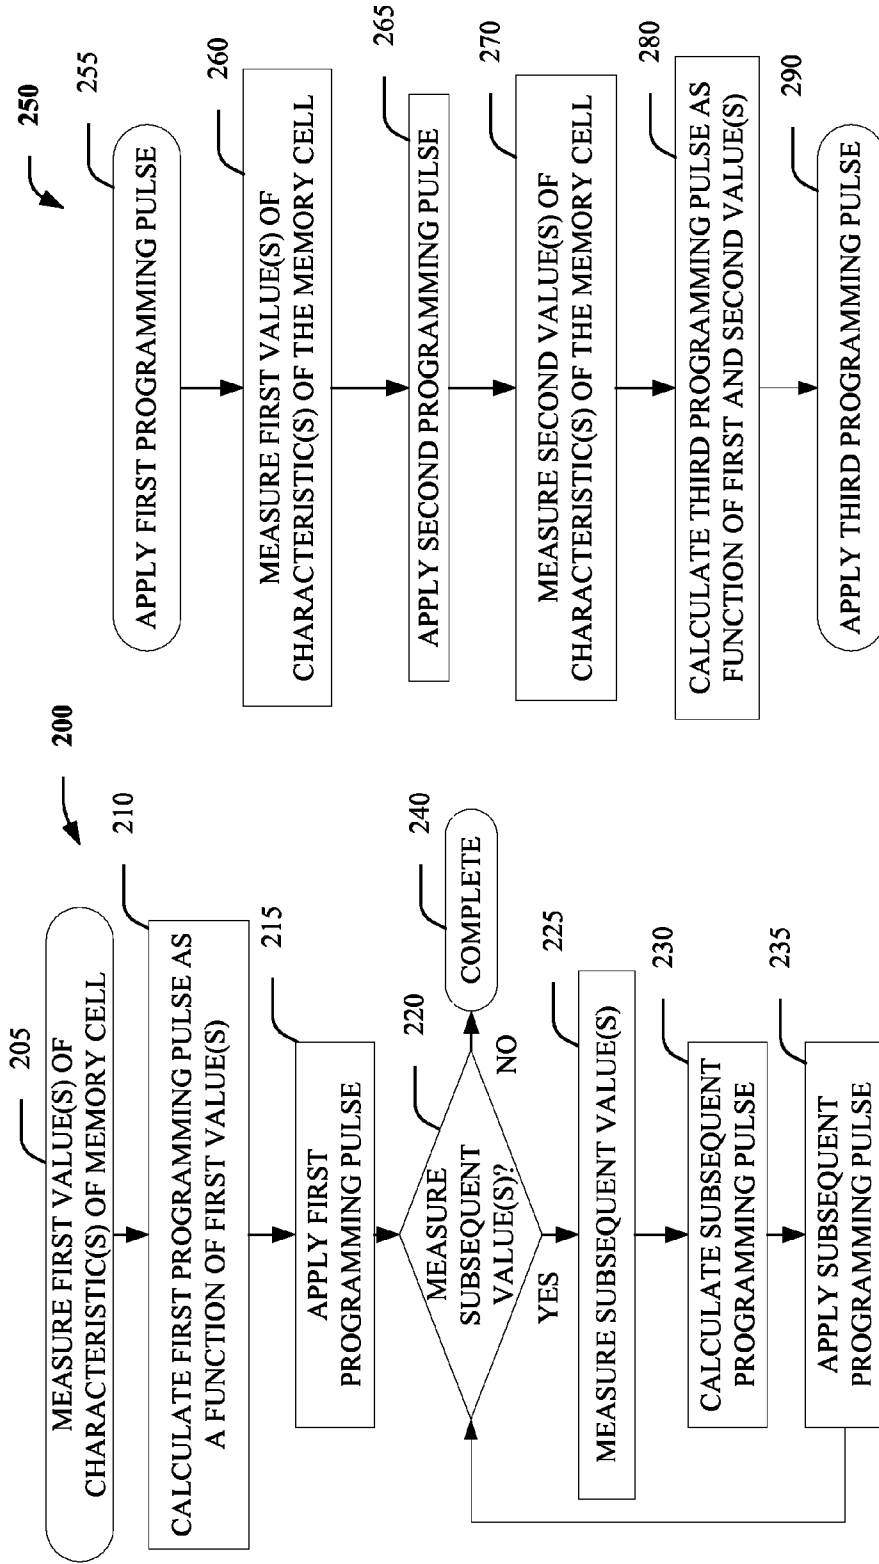 200
205
MEASURE FIRST VALUE(S) OF
CHARACTERISTIC(S) OF MEMORY CELL
210
CALCULATE FIRST PROGRAMMING PULSE AS
A FUNCTION OF FIRST VALUE(S)
215
APPLY FIRST
PROGRAMMING PULSE
220
MEASURE
SUBSEQUENT
VALUE(S)?
NO
240
COMPLETE
YES
225
MEASURE SUBSEQUENT VALUE(S)
230
CALCULATE SUBSEQUENT
PROGRAMMING PULSE
235
APPLY SUBSEQUENT
PROGRAMMING PULSE
250
255
APPLY FIRST PROGRAMMING PULSE
260
MEASURE FIRST VALUE(S) OF
CHARACTERISTIC(S) OF THE MEMORY CELL
265
APPLY SECOND PROGRAMMING PULSE
270
MEASURE SECOND VALUE(S) OF
CHARACTERISTIC(S) OF THE MEMORY CELL
280
CALCULATE THIRD PROGRAMMING PULSE AS
FUNCTION OF FIRST AND SECOND VALUE(S)
290
APPLY THIRD PROGRAMMING PULSE